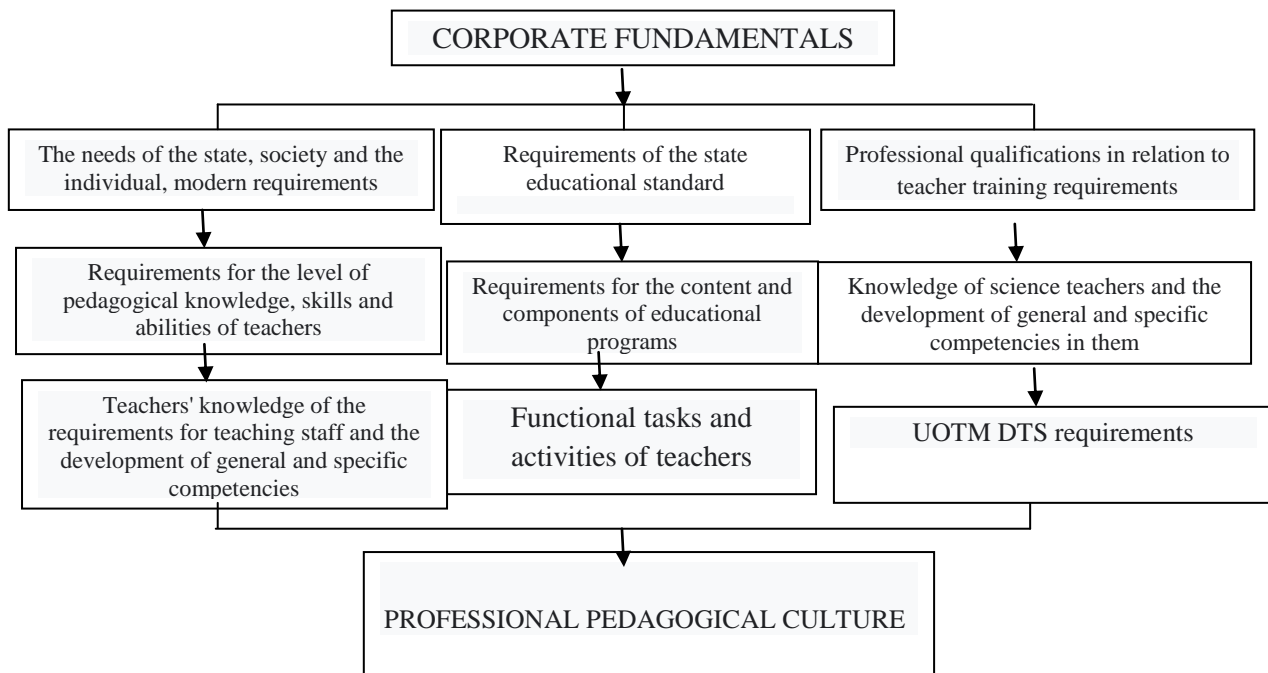 CORPORATE FUNDAMENTALS
The needs of the state, society and the
individual, modern requirements
Requirements of the state
educational standard
Professional qualifications in relation to
teacher training requirements
Requirements for the level of
pedagogical knowledge, skills and
abilities of teachers
Requirements for the content and
components of educational
programs
Knowledge of science teachers and the
development of general and specific
competencies in them
Teachers' knowledge of the
requirements for teaching staff and the
development of general and specific
competencies
Functional tasks and
activities of teachers
UOTM DTS requirements
PROFESSIONAL PEDAGOGICAL CULTURE